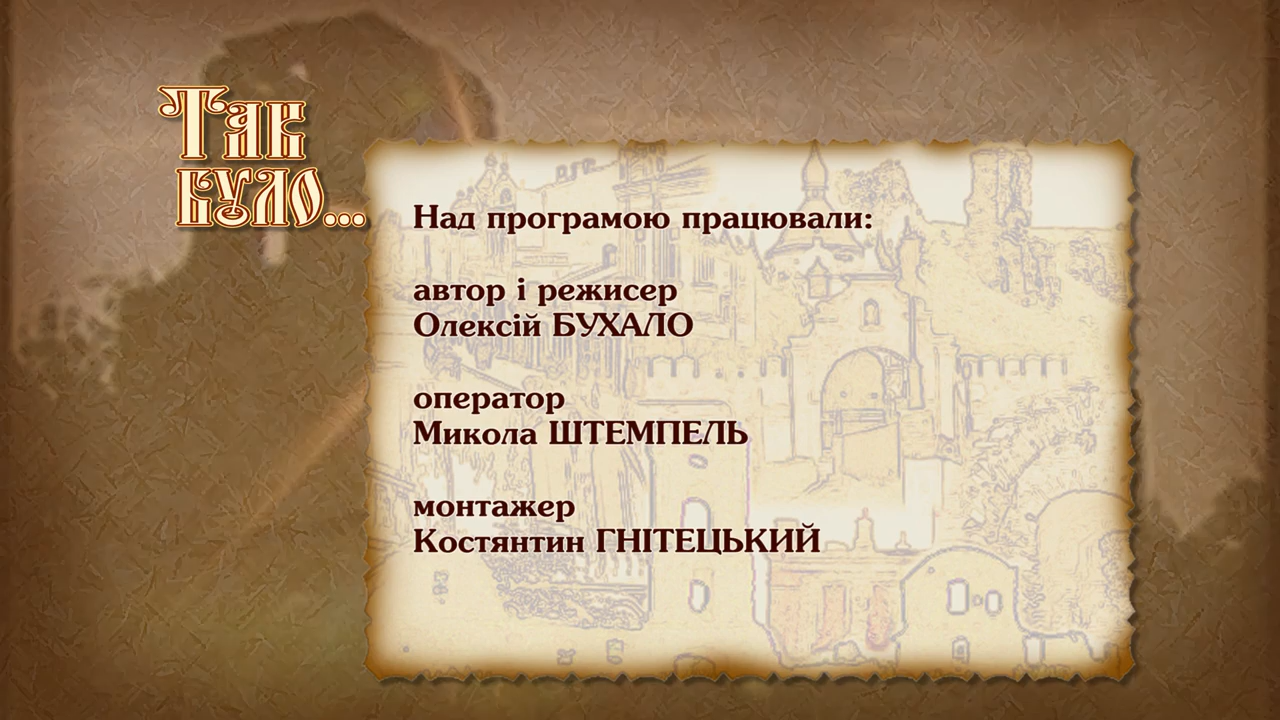 Так
було...
Над програмою працювали:
автор і режисер
Олексій БУХАЛО
оператор
Микола ШТЕМПЕЛЬ
монтажер
Костянтин ГНІТЕЦЬКИЙ